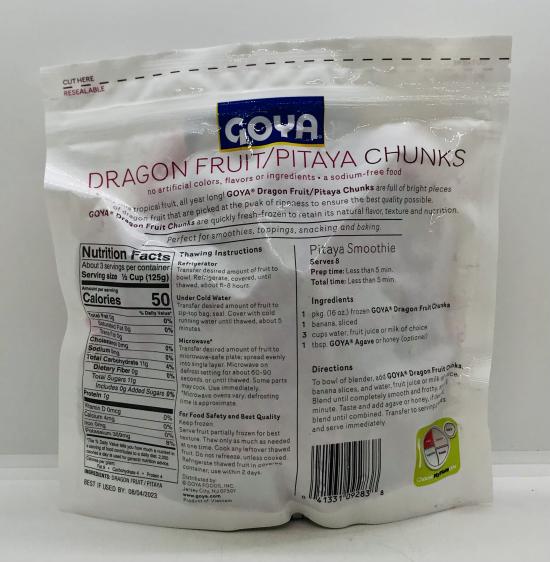 CUT HERE
RESEALABLE
GOYA
DRAGON FRUIT/PITAYA CHUNKS
no artificial colors, flavors or ingredients • a sodium-free food
tropical fruit, all year long! GOYA® Dragon Fruit/Pitaya Chunks are full of bright pieces
of dragon fruit that are picked at the peak of ripeness to ensure the best quality possible.
GOYA® Dragon Fruit Chunks are quickly fresh-frozen to retain its natural flavor, texture and nutrition.
Perfect for smoothies, toppings, snacking and baking.
Nutrition Facts
About 3 servings per container
Serving size ½ Cup (125g)
Amount per serving
Calories 50
% Daily Value*
Total Fat 0g 0%
Saturated Fat 0g 0%
Trans Fat 0g
Cholesterol 0mg 0%
Sodium 0mg 0%
Total Carbohydrate 11g 4%
Dietary Fiber 0g
Total Sugars 11g
Includes 0g Added Sugars
Protein 1g
Vitamin D 0mcg 0%
Calcium 4mg 0%
Iron 0mg 0%
Potassium
INGREDIENTS: DRAGON FRUIT / PITAYA
BEST IF USED BY: 08/04/2023
Thawing Instructions
Refrigerator
Transfer desired amount of fruit to
bowl. Refrigerate, covered, until
thawed, about 6-8 hours.
Under Cold Water
Transfer desired amount of fruit to
zip-top bag; seal. Cover with cold
running water until thawed, about 5
minutes.
Microwave*
Transfer desired amount of fruit to
microwave-safe plate; spread evenly
into single layer. Microwave on
defrost setting for about 60-90
seconds, or until thawed. Some parts
may cook. Use immediately.
*Microwave ovens vary; defrosting
time is approximate.
For Food Safety and Best Quality
Keep frozen.
Serve fruit partially frozen for best
texture. Thaw only as much as needed
at one time. Cook any leftover thawed
fruit. Do not refreeze, unless cooked.
Refrigerate thawed fruit in covered
container, use within 2 days.
Distributed by:
©GOYA FOODS, INC.
Jersey City, NJ 07307
www.goya.com
Product of Vietnam
Pitaya Smoothie
Serves 8
Prep time: Less than 5 min.
Total time: Less than 5 min.
Ingredients
1 pkg. (16 oz.) frozen GOYA® Dragon Fruit Chunks
1 banana, sliced
3 cups water, fruit juice or milk of choice
1 tbsp. GOYA® Agave or honey (optional)
Directions
To bowl of blender, add GOYA® Dragon Fruit Chunks,
banana slices, and water, fruit juice or milk of choice.
Blend until completely smooth and frothy,
minute. Taste and add agave or honey, if
blend until combined. Transfer to serving
and serve immediately.
0 41331 09283 8